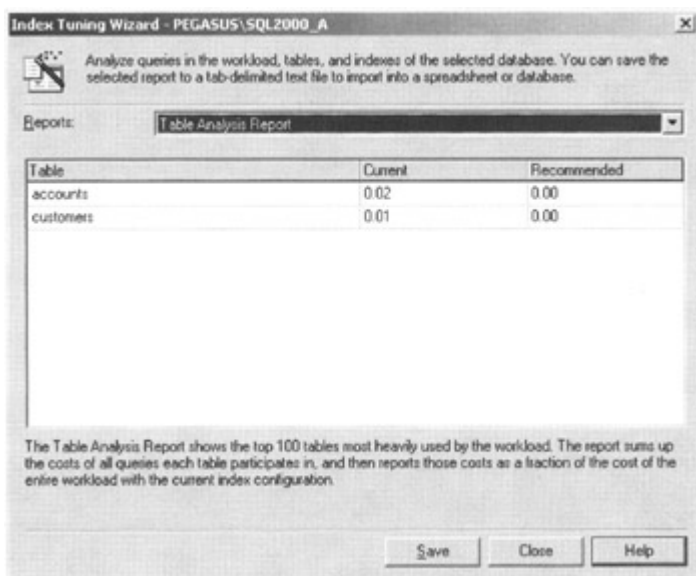 Index Tuning Wizard - PEGASUS\SQL2000_A
Analyze queries in the workload, tables, and indexes of the selected database. You can save the
selected report to a tab-delimited text file to import into a spreadsheet or database.
Reports: Table Analysis Report
Table Current Recommended
accounts 0.02 0.00
customers 0.01 0.00
The Table Analysis Report shows the top 100 tables most heavily used by the workload. The report sums up
the costs of all queries each table participates in, and then reports those costs as a fraction of the cost of the
entire workload with the current index configuration.
Save Close Help